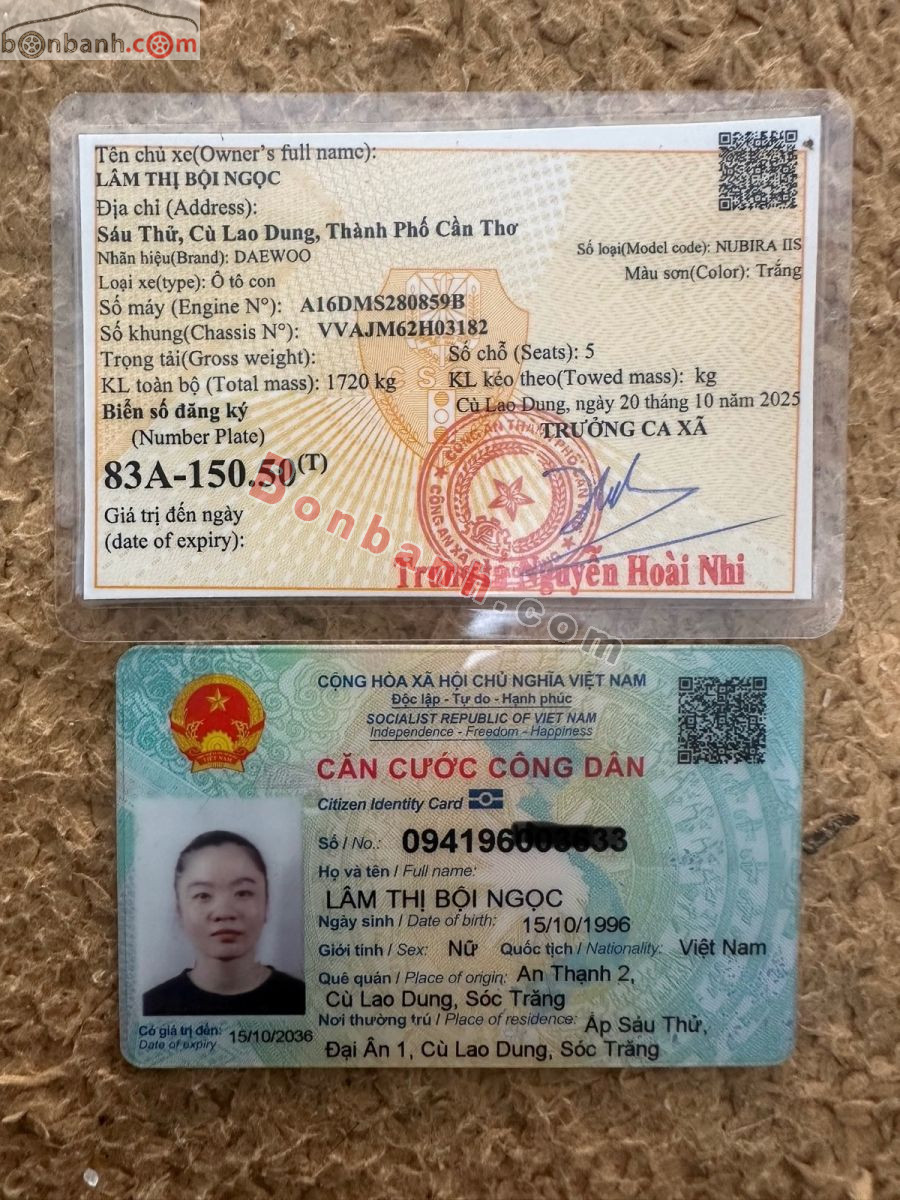 bonbanh.com
Tên chủ xe(Owner's full name):
LÂM THỊ BỘI NGỌC
Địa chỉ (Address):
Sáu Thử, Cù Lao Dung, Thành Phố Cần Thơ
Nhãn hiệu(Brand): DAEWOO
Số loại(Model code): NUBIRA IIS
Loại xe(type): Ô tô con
Màu sơn(Color): Trắng
Số máy (Engine N°): A16DMS280859B
Số khung(Chassis N°): VVAJM62H03182
Trọng tải(Gross weight):
Số chỗ (Seats): 5
KL toàn bộ (Total mass): 1720 kg
KL kéo theo(Towed mass): kg
Cù Lao Dung, ngày 20 tháng 10 năm 2025
Biển số đăng ký
(Number Plate)
TRƯỞNG CA XÃ
83A-150.50(T)
Giá trị đến ngày
(date of expiry):
Nguyễn Hoài Nhi
Bonbanh.com
CỘNG HÒA XÃ HỘI CHỦ NGHĨA VIỆT NAM
Độc lập - Tự do - Hạnh phúc
SOCIALIST REPUBLIC OF VIET NAM
Independence - Freedom - Happiness
CĂN CƯỚC CÔNG DÂN
Citizen Identity Card
Số / No.: 094196
Họ và tên / Full name:
LÂM THỊ BỘI NGỌC
Ngày sinh / Date of birth: 15/10/1996
Giới tính / Sex: Nữ Quốc tịch / Nationality: Việt Nam
Quê quán / Place of origin: An Thạnh 2,
Cù Lao Dung, Sóc Trăng
Nơi thường trú / Place of residence: Ấp Sáu Thử,
Đại Ân 1, Cù Lao Dung, Sóc Trăng
Có giá trị đến: 15/10/2036
Date of expiry